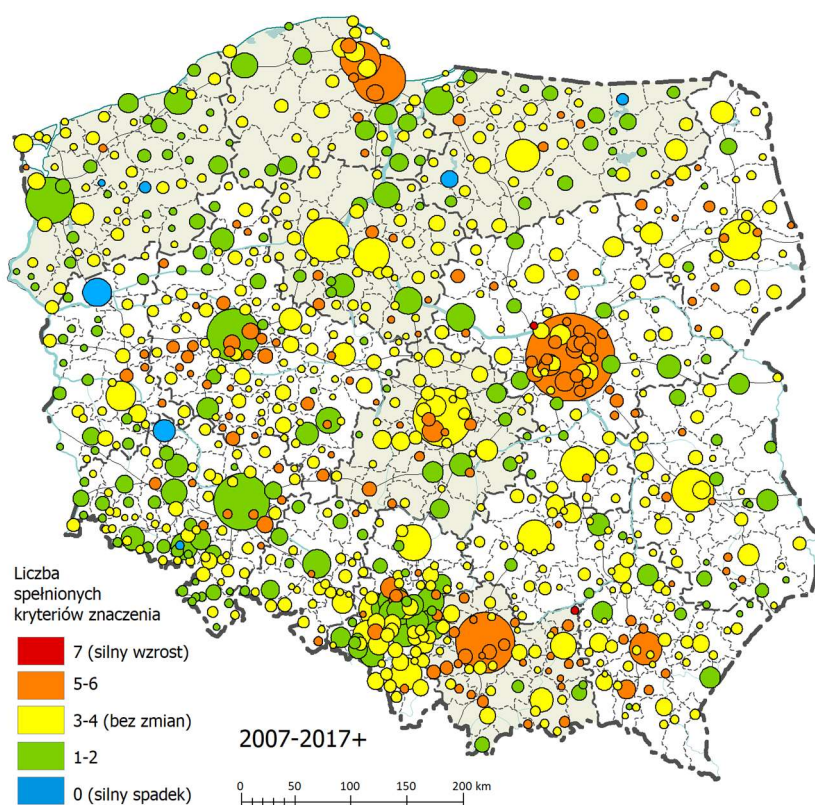 Liczba
spełnionych
kryteriów znaczenia
7 (silny wzrost)
5-6
3-4 (bez zmian)
1-2
0 (silny spadek)
2007-2017+
0 50 100 150 200 km